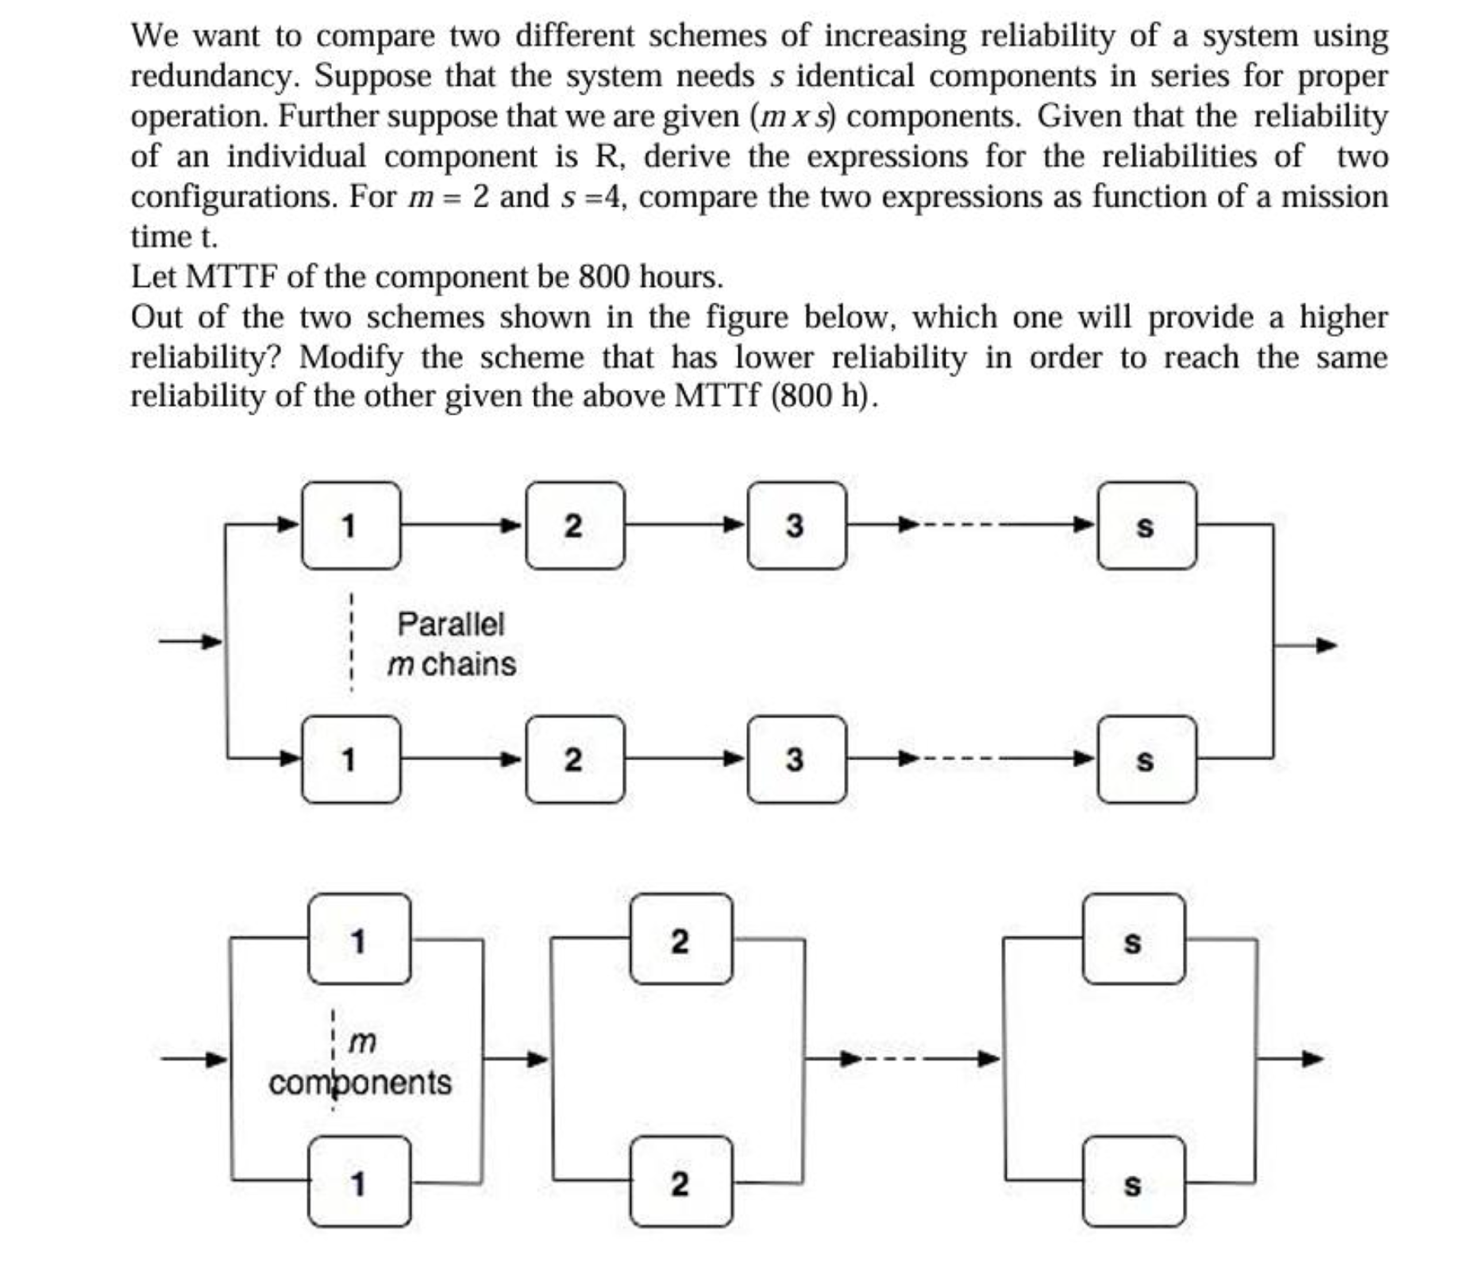 We want to compare two different schemes of increasing reliability of a system using
redundancy. Suppose that the system needs s identical components in series for proper
operation. Further suppose that we are given (m x s) components. Given that the reliability
of an individual component is R, derive the expressions for the reliabilities of two
configurations. For m = 2 and s =4, compare the two expressions as function of a mission
time t.
Let MTTF of the component be 800 hours.
Out of the two schemes shown in the figure below, which one will provide a higher
reliability? Modify the scheme that has lower reliability in order to reach the same
reliability of the other given the above MTTf (800 h).
1 2 3 s
Parallel
m chains
1 2 3 s
1 2 s
m
components
1 2 s